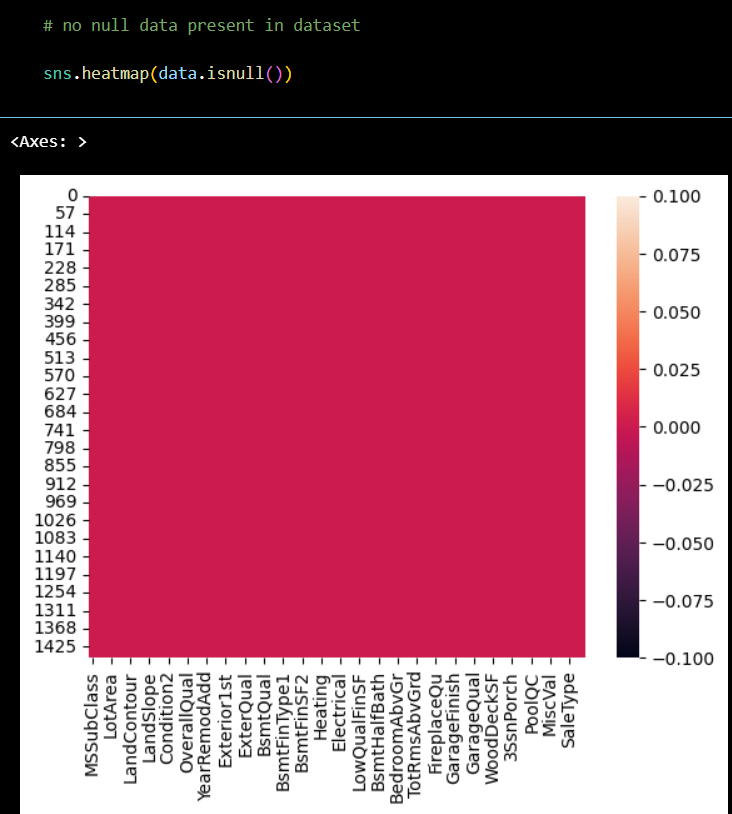 # no null data present in dataset
sns.heatmap(data.isnull())
<Axes: >
0
57
114
171
228
285
342
399
456
513
570
627
684
741
798
855
912
969
1026
1083
1140
1197
1254
1311
1368
1425
MSSubClass
LotArea
LandContour
LandSlope
Condition2
OverallQual
YearRemodAdd
Exterior1st
ExterQual
BsmtQual
BsmtFinType1
BsmtFinSF2
Heating
Electrical
LowQualFinSF
BsmtHalfBath
BedroomAbvGr
TotRmsAbvGrd
FireplaceQu
GarageFinish
GarageQual
WoodDeckSF
3SsnPorch
PoolQC
MiscVal
SaleType
0.100
0.075
0.050
0.025
0.000
−0.025
−0.050
−0.075
−0.100